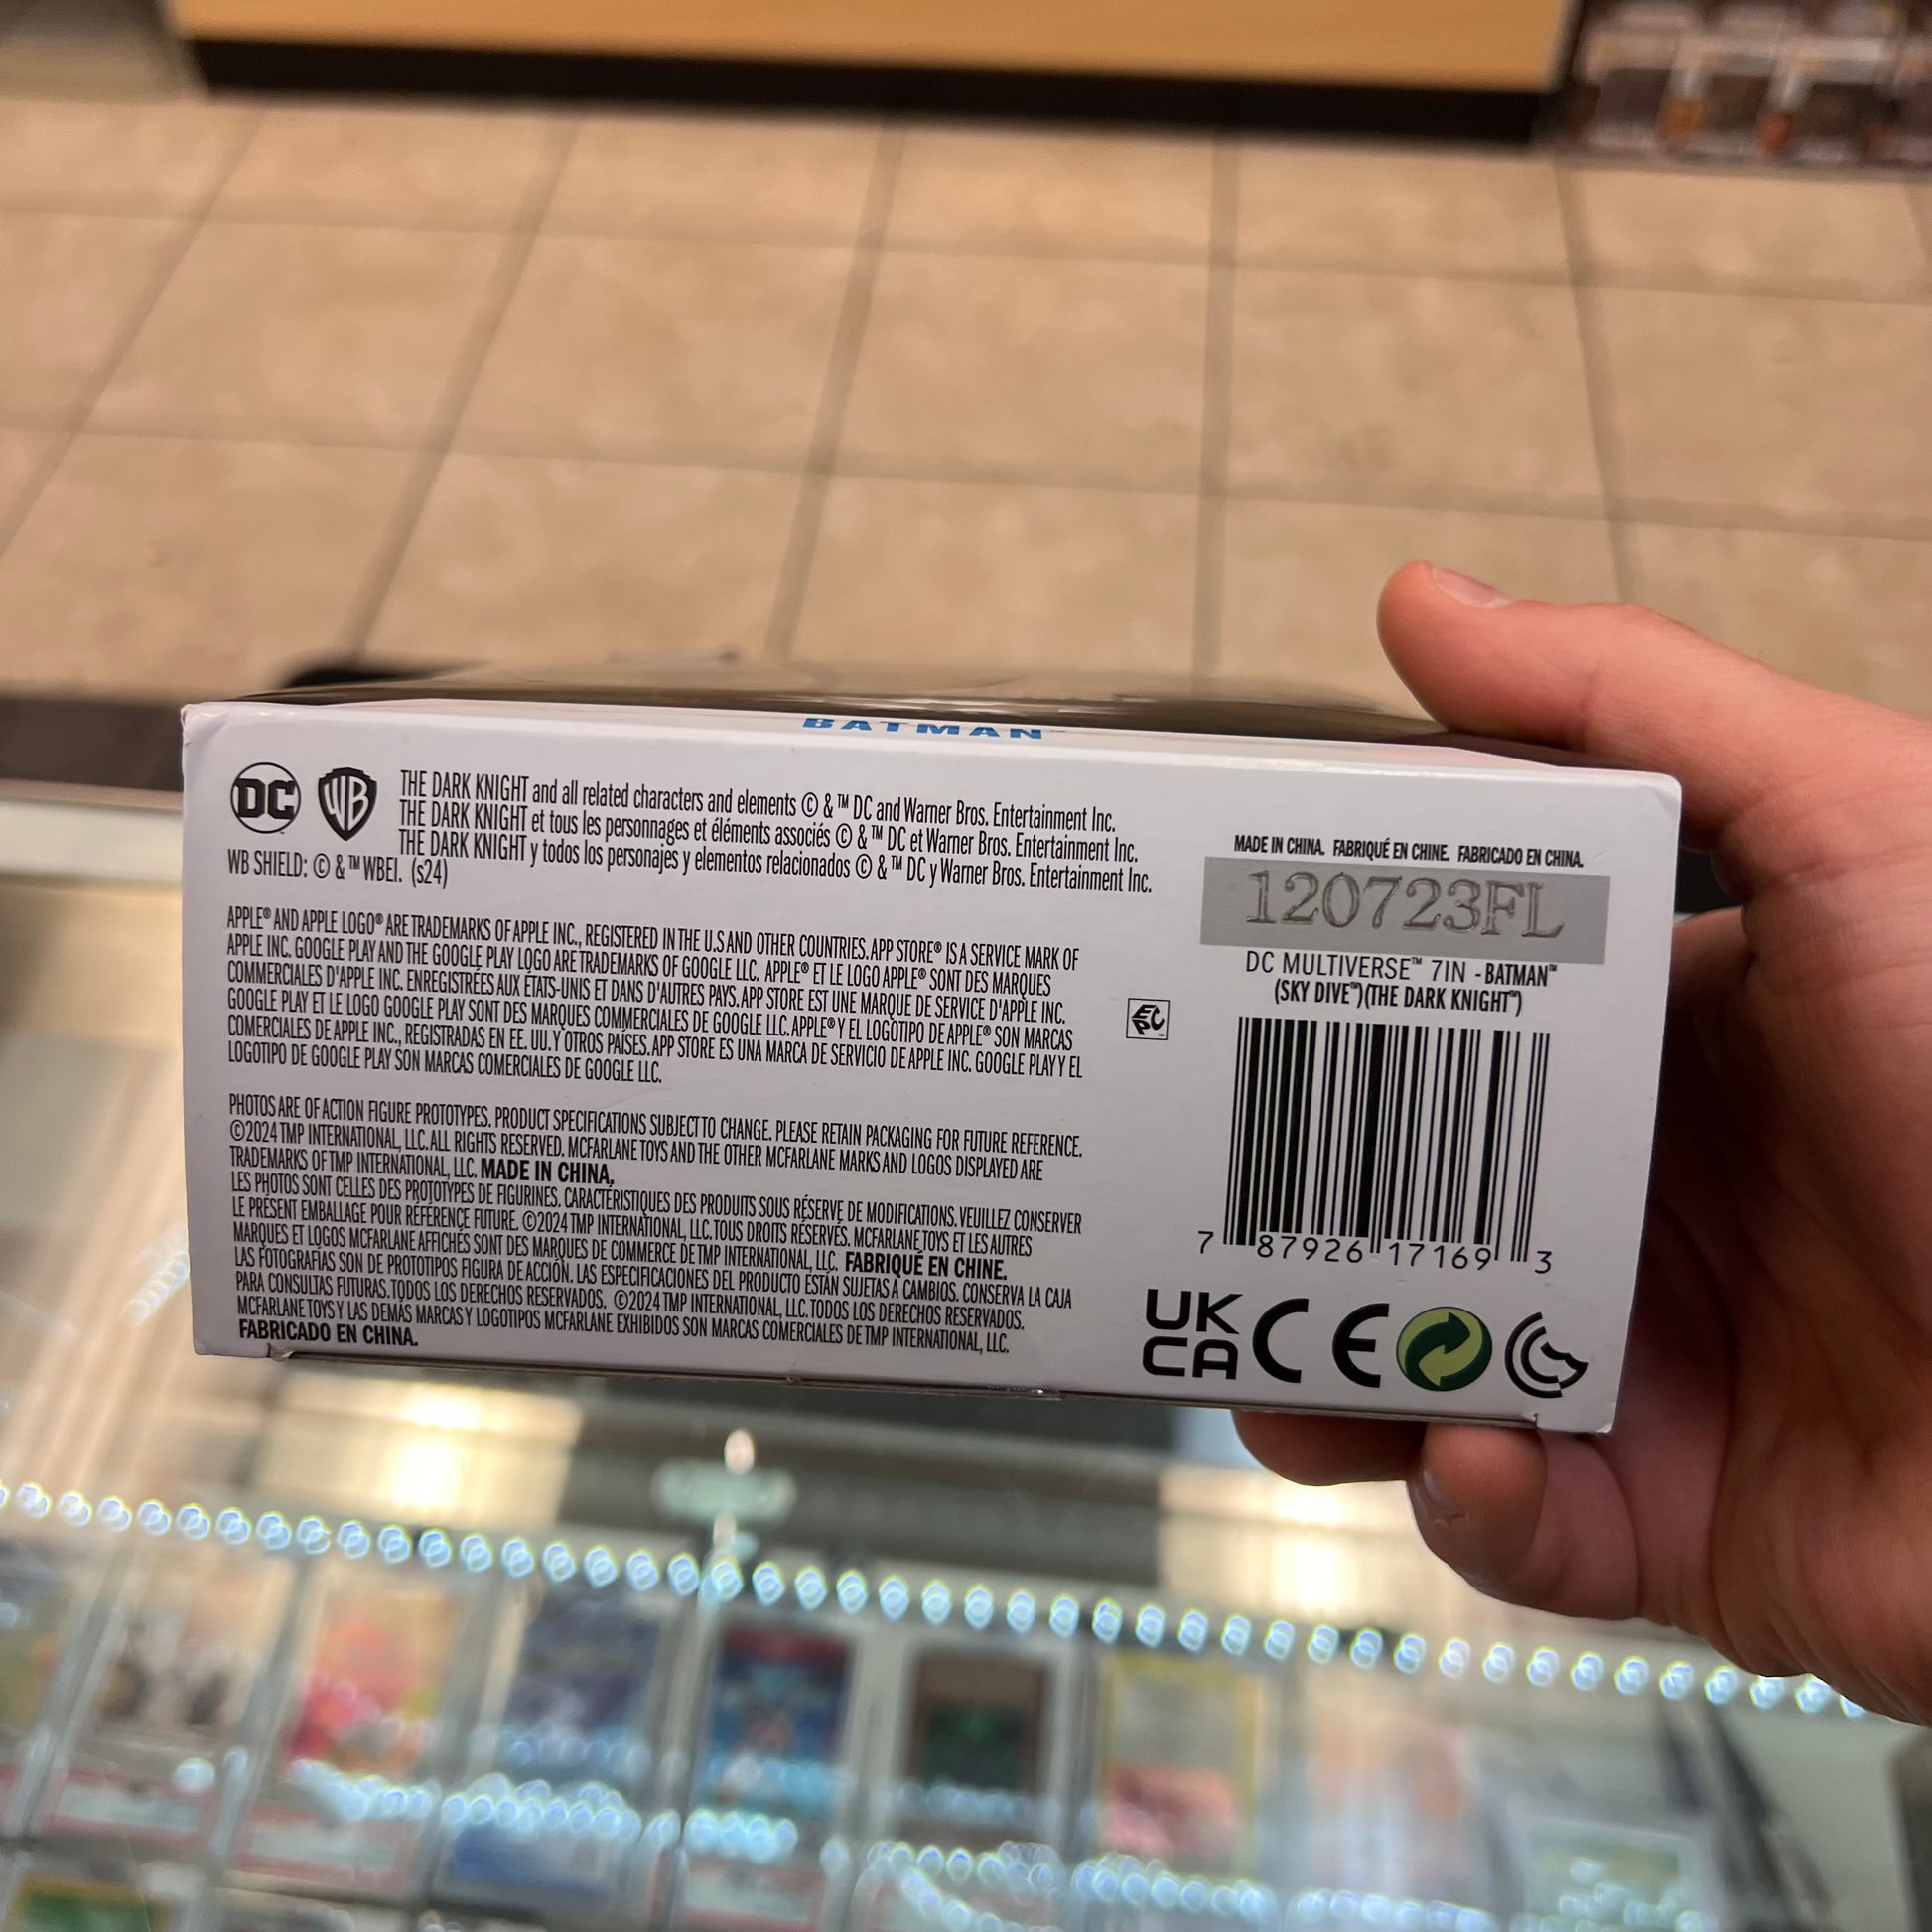 BATMAN™
DC
WB
THE DARK KNIGHT and all related characters and elements © & ™ DC and Warner Bros. Entertainment Inc.
THE DARK KNIGHT et tous les personnages et éléments associés © & ™ DC et Warner Bros. Entertainment Inc.
THE DARK KNIGHT y todos los personajes y elementos relacionados © & ™ DC y Warner Bros. Entertainment Inc.
WB SHIELD: © & ™ WBEI. (s24)
APPLE® AND APPLE LOGO® ARE TRADEMARKS OF APPLE INC., REGISTERED IN THE U.S AND OTHER COUNTRIES. APP STORE® IS A SERVICE MARK OF
APPLE INC. GOOGLE PLAY AND THE GOOGLE PLAY LOGO ARE TRADEMARKS OF GOOGLE LLC. APPLE® ET LE LOGO APPLE® SONT DES MARQUES
COMMERCIALES D'APPLE INC. ENREGISTRÉES AUX ÉTATS-UNIS ET DANS D'AUTRES PAYS. APP STORE EST UNE MARQUE DE SERVICE D'APPLE INC.
GOOGLE PLAY ET LE LOGO GOOGLE PLAY SONT DES MARQUES COMMERCIALES DE GOOGLE LLC. APPLE® Y EL LOGOTIPO DE APPLE® SON MARCAS
COMERCIALES DE APPLE INC., REGISTRADAS EN EE. UU. Y OTROS PAÍSES. APP STORE ES UNA MARCA DE SERVICIO DE APPLE INC. GOOGLE PLAY Y EL
LOGOTIPO DE GOOGLE PLAY SON MARCAS COMERCIALES DE GOOGLE LLC.
PHOTOS ARE OF ACTION FIGURE PROTOTYPES. PRODUCT SPECIFICATIONS SUBJECT TO CHANGE. PLEASE RETAIN PACKAGING FOR FUTURE REFERENCE.
©2024 TMP INTERNATIONAL, LLC. ALL RIGHTS RESERVED. MCFARLANE TOYS AND THE OTHER MCFARLANE MARKS AND LOGOS DISPLAYED ARE
TRADEMARKS OF TMP INTERNATIONAL, LLC. MADE IN CHINA.
LES PHOTOS SONT CELLES DES PROTOTYPES DE FIGURINES. CARACTÉRISTIQUES DES PRODUITS SOUS RÉSERVE DE MODIFICATIONS. VEUILLEZ CONSERVER
LE PRÉSENT EMBALLAGE POUR RÉFÉRENCE FUTURE. ©2024 TMP INTERNATIONAL, LLC. TOUS DROITS RÉSERVÉS. MCFARLANE TOYS ET LES AUTRES
MARQUES ET LOGOS MCFARLANE AFFICHÉS SONT DES MARQUES DE COMMERCE DE TMP INTERNATIONAL, LLC. FABRIQUÉ EN CHINE.
LAS FOTOGRAFÍAS SON DE PROTOTIPOS FIGURA DE ACCIÓN. LAS ESPECIFICACIONES DEL PRODUCTO ESTÁN SUJETAS A CAMBIOS. CONSERVA LA CAJA
PARA CONSULTAS FUTURAS. TODOS LOS DERECHOS RESERVADOS. ©2024 TMP INTERNATIONAL, LLC. TODOS LOS DERECHOS RESERVADOS.
MCFARLANE TOYS Y LAS DEMÁS MARCAS Y LOGOTIPOS MCFARLANE EXHIBIDOS SON MARCAS COMERCIALES DE TMP INTERNATIONAL, LLC.
FABRICADO EN CHINA.
EPC
MADE IN CHINA. FABRIQUÉ EN CHINE. FABRICADO EN CHINA.
120723FL
DC MULTIVERSE™ 7IN - BATMAN™
(SKY DIVE™)(THE DARK KNIGHT™)
7 87926 17169 3
UK
CA CE